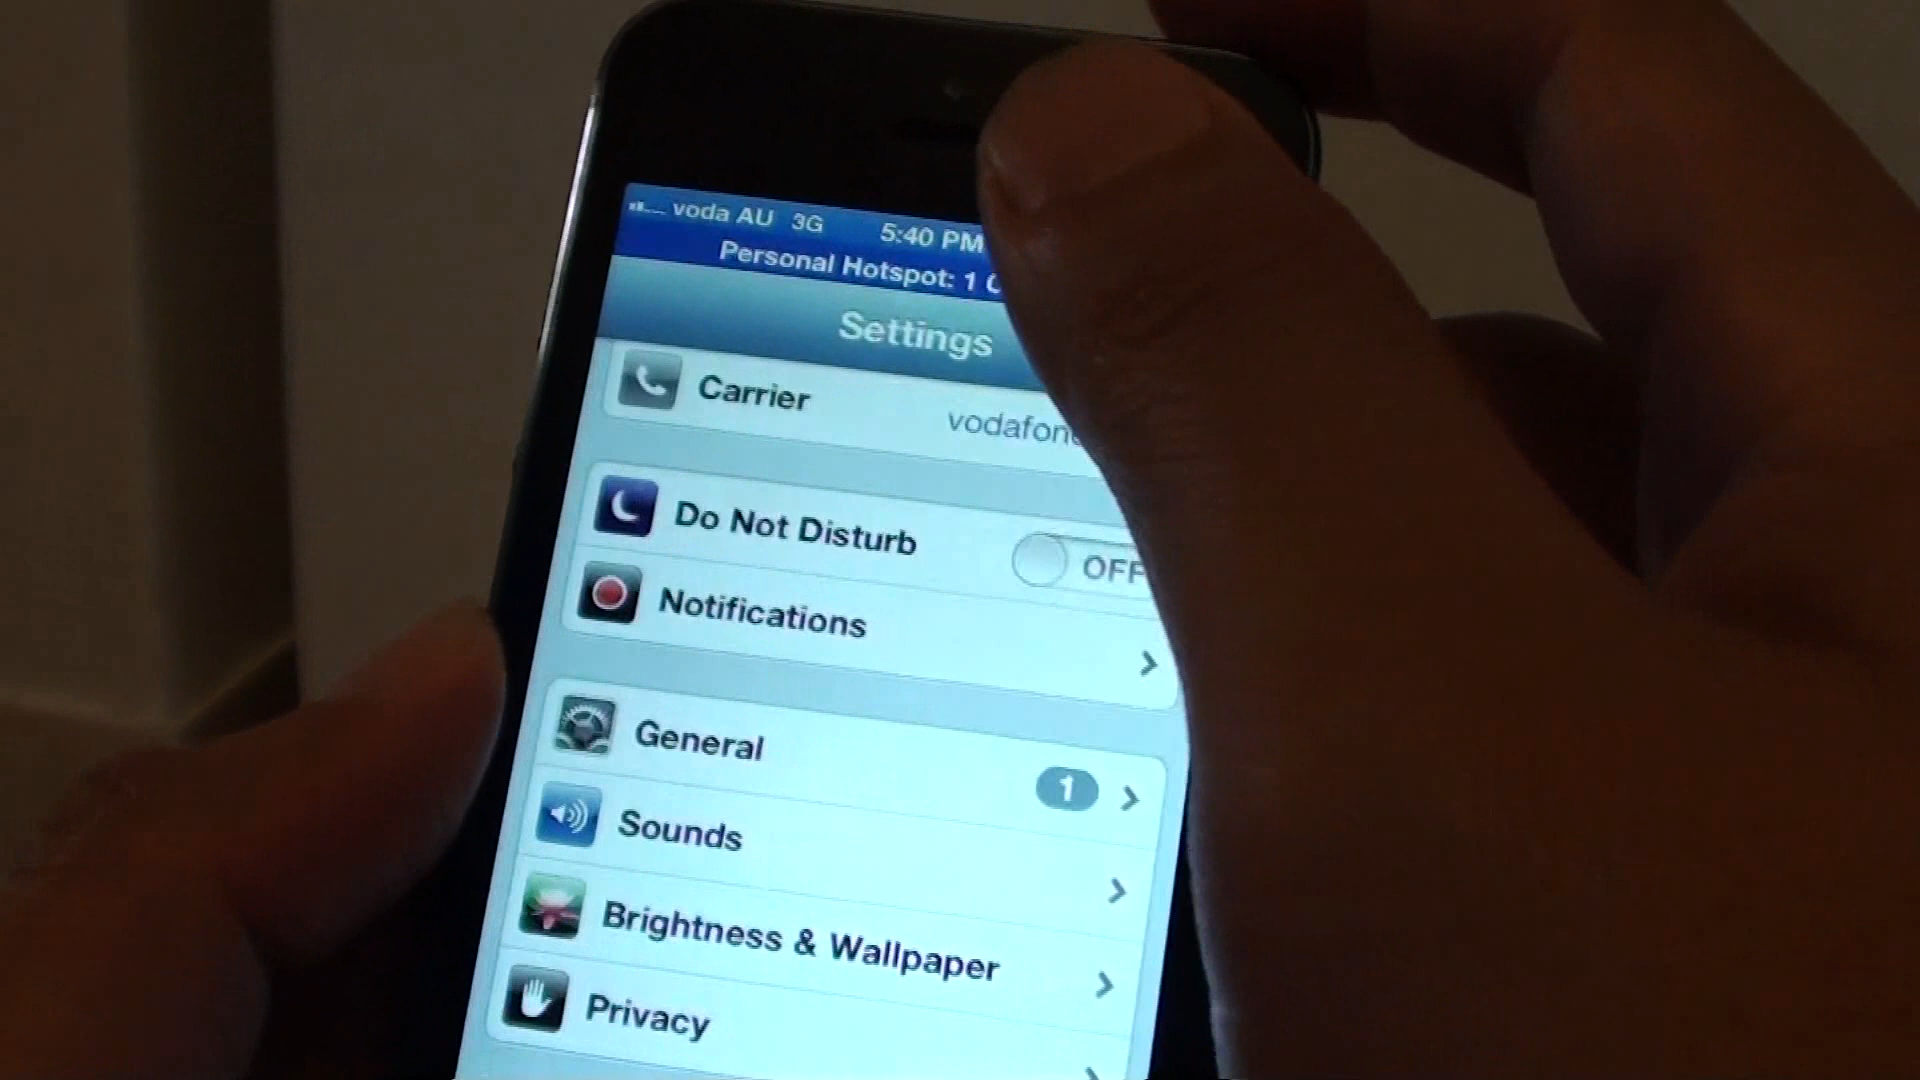 voda AU 3G 5:40 PM
Personal Hotspot: 1
Settings
Carrier vodafone
Do Not Disturb OFF
Notifications
General 1
Sounds
Brightness & Wallpaper
Privacy